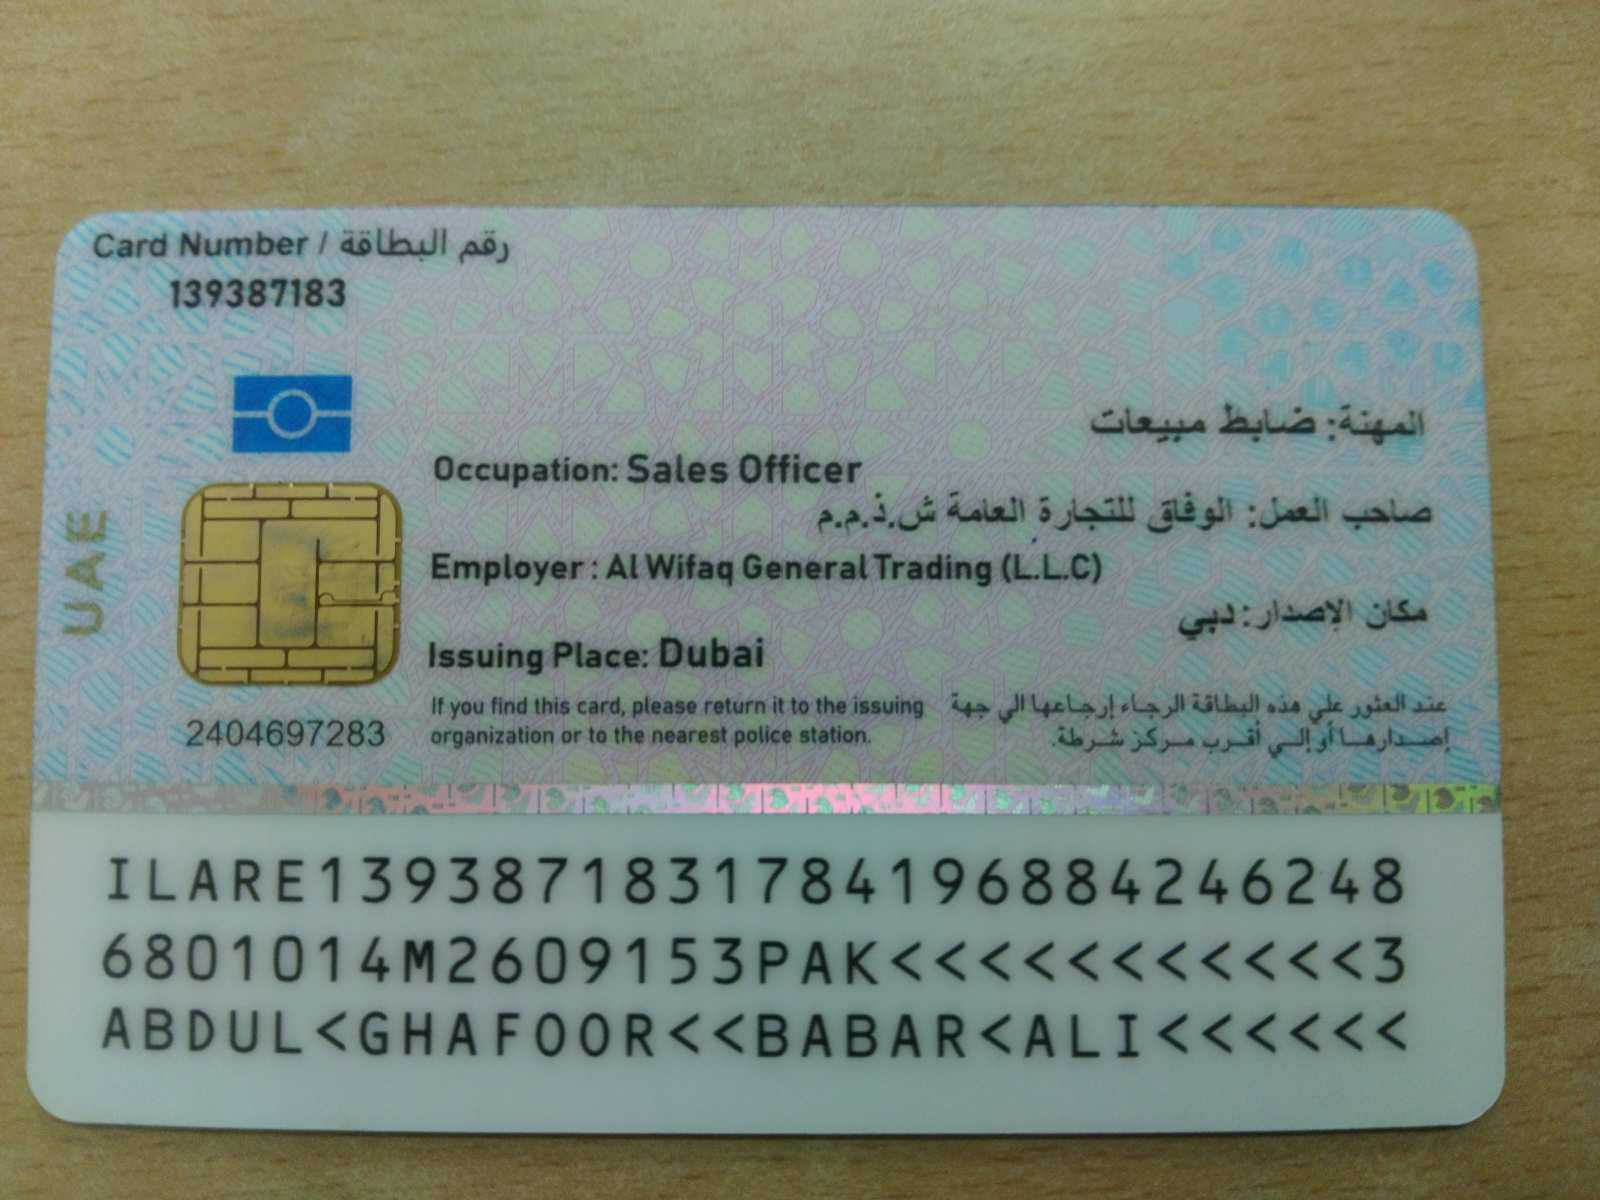 Card Number / رقم البطاقة
139387183
المهنة: ضابط مبيعات
Occupation: Sales Officer
صاحب العمل: الوفاق للتجارة العامة ش.ذ.م.م
Employer : Al Wifaq General Trading (L.L.C)
مكان الإصدار: دبي
Issuing Place: Dubai
UAE
If you find this card, please return it to the issuing
organization or to the nearest police station.
عند العثور علي هذه البطاقة الرجاء إرجاعها الي جهة
إصدارها أو إلي أقرب مركز شرطة.
2404697283
ILARE1393871831784196884246248
6801014M2609153PAK<<<<<<<<<<<3
ABDUL<GHAFOOR<<BABAR<ALI<<<<<<